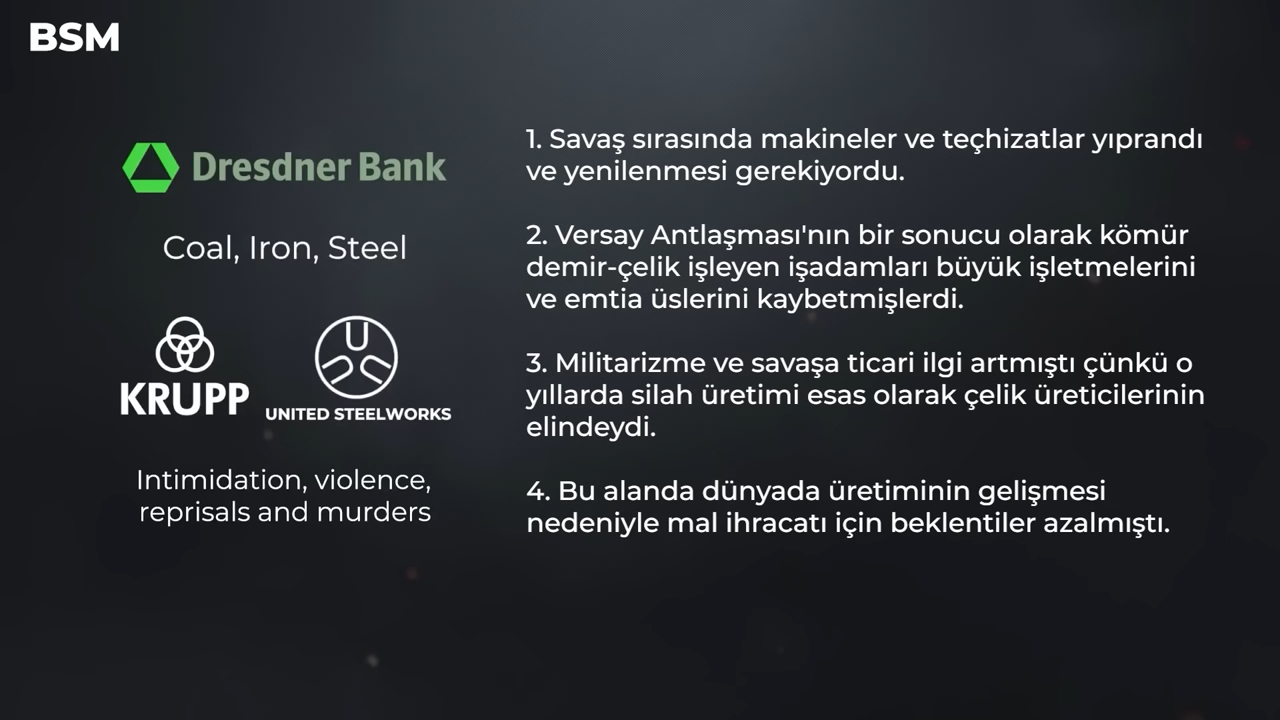 BSM
Dresdner Bank
Coal, Iron, Steel
KRUPP
U
UNITED STEELWORKS
Intimidation, violence,
reprisals and murders
1. Savaş sırasında makineler ve teçhizatlar yıprandı
ve yenilenmesi gerekiyordu.
2. Versay Antlaşması'nın bir sonucu olarak kömür
demir-çelik işleyen işadamları büyük işletmelerini
ve emtia üslerini kaybetmişlerdi.
3. Militarizme ve savaşa ticari ilgi artmıştı çünkü o
yıllarda silah üretimi esas olarak çelik üreticilerinin
elindeydi.
4. Bu alanda dünyada üretiminin gelişmesi
nedeniyle mal ihracatı için beklentiler azalmıştı.